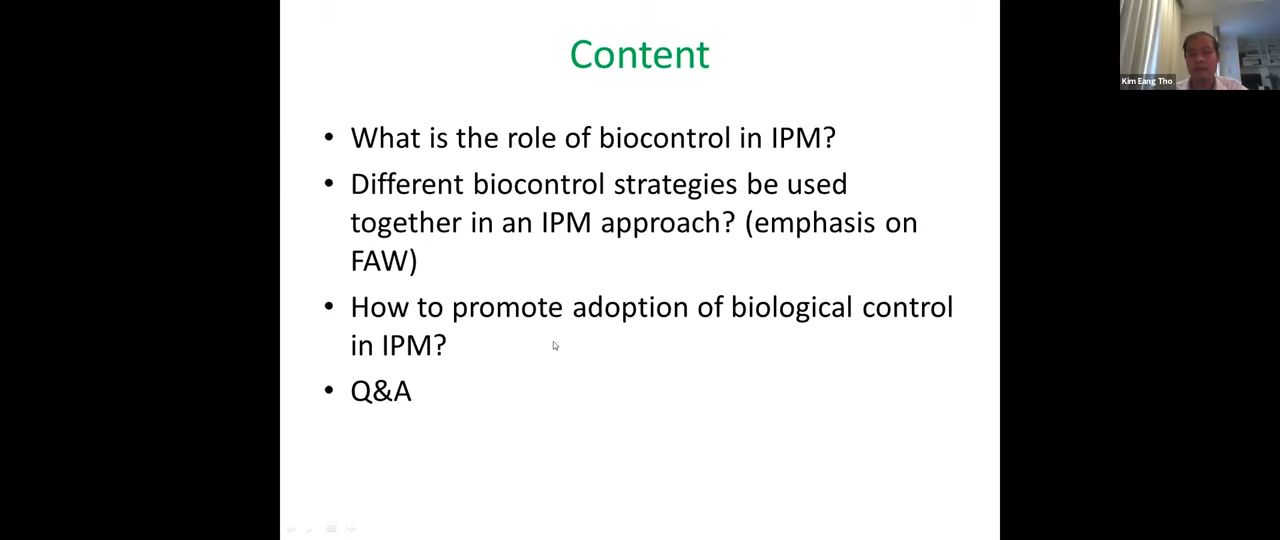 Content
• What is the role of biocontrol in IPM?
• Different biocontrol strategies be used
together in an IPM approach? (emphasis on
FAW)
• How to promote adoption of biological control
in IPM?
• Q&A
Kim Eang Tho